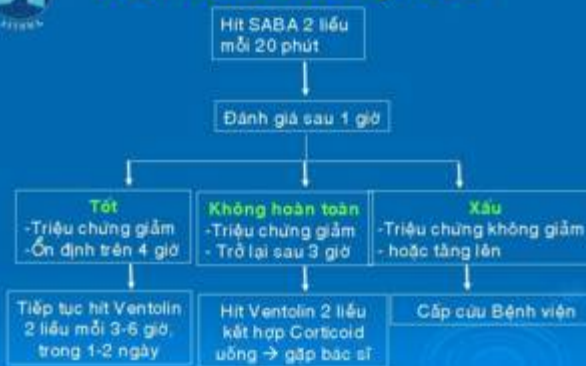 Hít SABA 2 liều
mỗi 20 phút
Đánh giá sau 1 giờ
Tốt
-Triệu chứng giảm
-Ổn định trên 4 giờ
Không hoàn toàn
-Triệu chứng giảm
- Trở lại sau 3 giờ
Xấu
-Triệu chứng không giảm
- hoặc tăng lên
Tiếp tục hít Ventolin
2 liều mỗi 3-6 giờ,
trong 1-2 ngày
Hít Ventolin 2 liều
kết hợp Corticoid
uống → gặp bác sĩ
Cấp cứu Bệnh viện